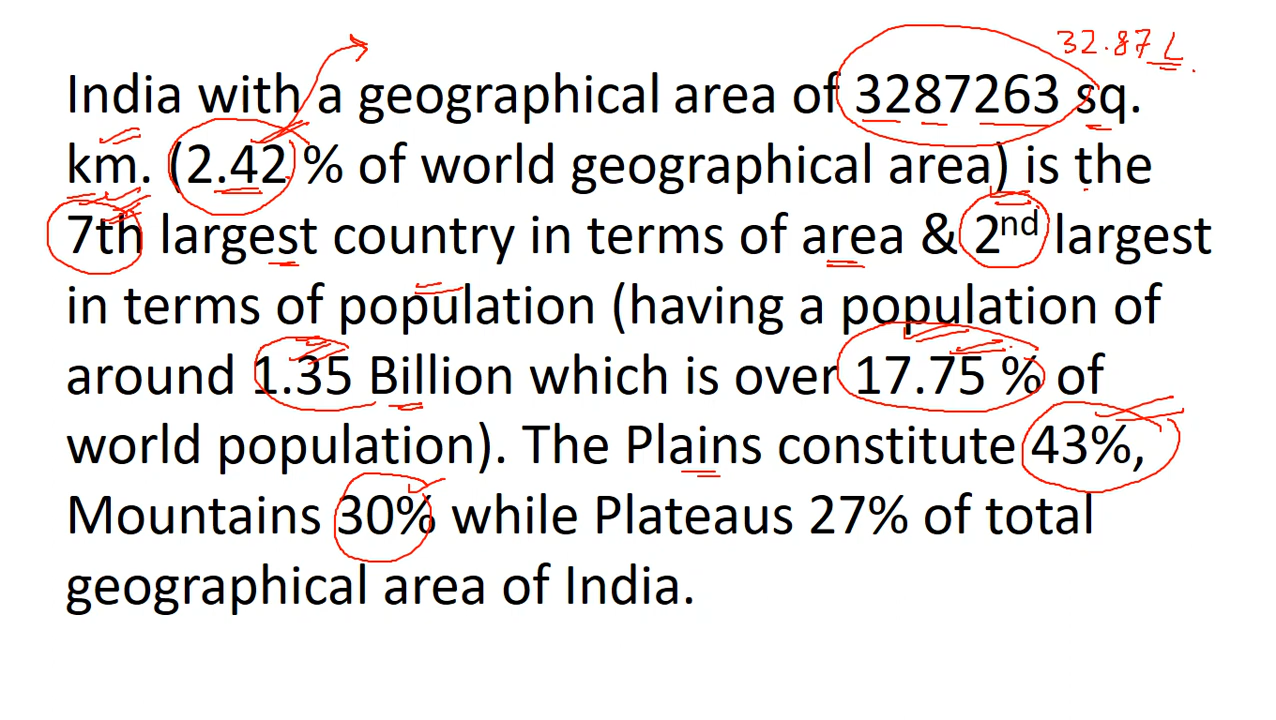 32.87 L
India with a geographical area of 3287263 sq.
km. (2.42 % of world geographical area) is the
7th largest country in terms of area & 2nd largest
in terms of population (having a population of
around 1.35 Billion which is over 17.75 % of
world population). The Plains constitute 43%,
Mountains 30% while Plateaus 27% of total
geographical area of India.